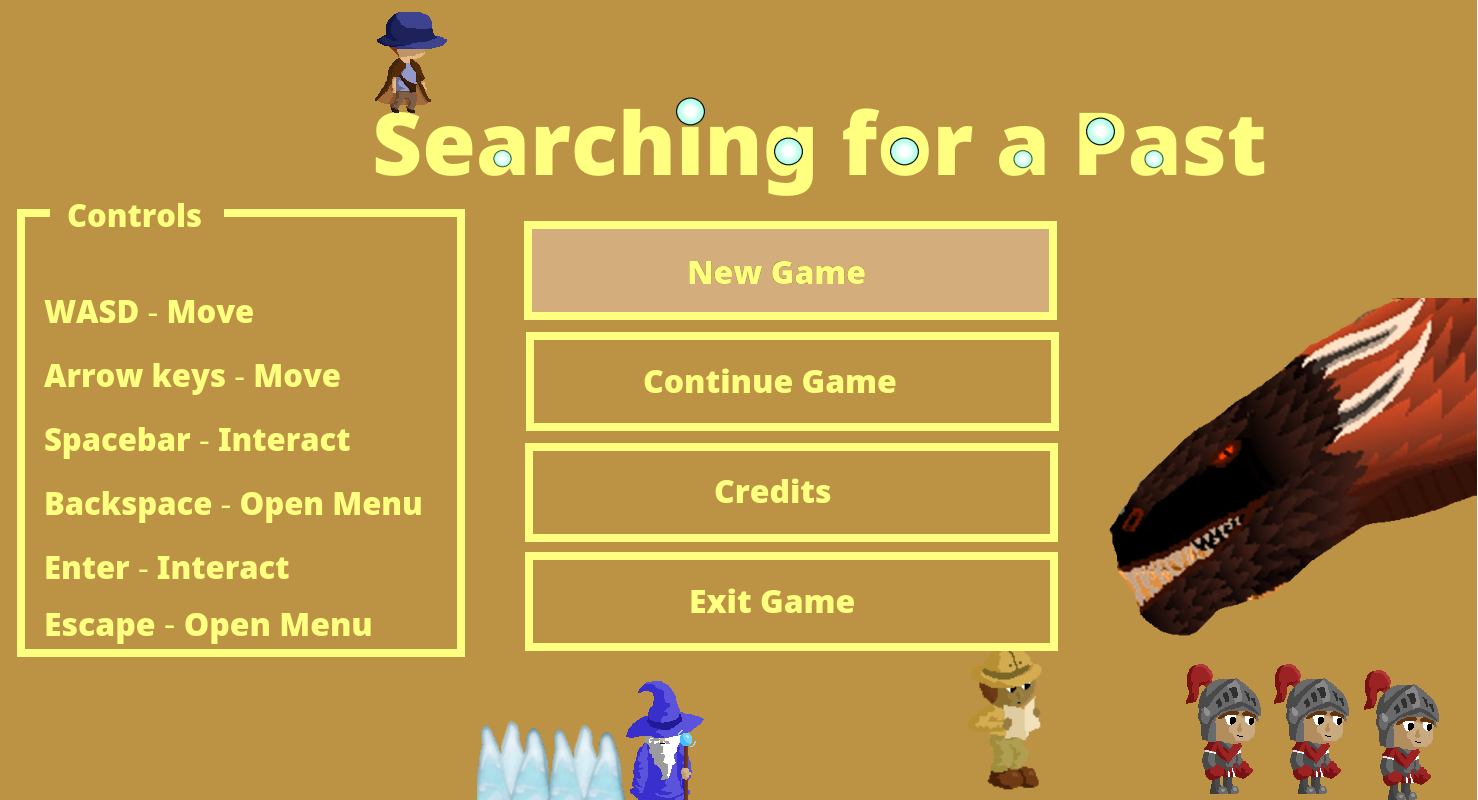 Searching for a Past
Controls
WASD - Move
Arrow keys - Move
Spacebar - Interact
Backspace - Open Menu
Enter - Interact
Escape - Open Menu
New Game
Continue Game
Credits
Exit Game